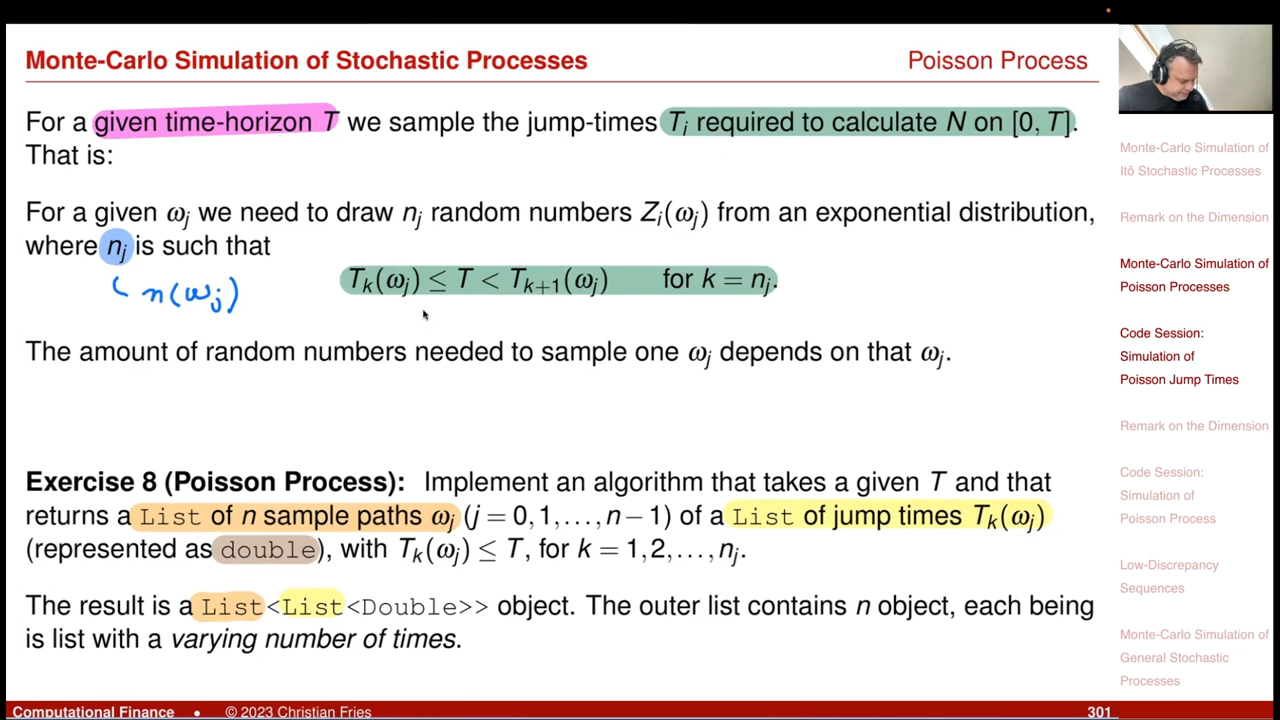 Monte-Carlo Simulation of Stochastic Processes
Poisson Process
For a given time-horizon T we sample the jump-times Tᵢ required to calculate N on [0, T].
That is:
For a given ωⱼ we need to draw nⱼ random numbers Zᵢ(ωⱼ) from an exponential distribution,
where nⱼ is such that
n(ωⱼ)
Tₖ(ωⱼ) ≤ T < Tₖ₊₁(ωⱼ) for k = nⱼ.
The amount of random numbers needed to sample one ωⱼ depends on that ωⱼ.
Exercise 8 (Poisson Process): Implement an algorithm that takes a given T and that
returns a List of n sample paths ωⱼ (j = 0,1,...,n−1) of a List of jump times Tₖ(ωⱼ)
(represented as double), with Tₖ(ωⱼ) ≤ T, for k = 1,2,...,nⱼ.
The result is a List<List<Double>> object. The outer list contains n object, each being
is list with a varying number of times.
Computational Finance • © 2023 Christian Fries
301
Monte-Carlo Simulation of
Itô Stochastic Processes
Remark on the Dimension
Monte-Carlo Simulation of
Poisson Processes
Code Session:
Simulation of
Poisson Jump Times
Remark on the Dimension
Code Session:
Simulation of
Poisson Process
Low-Discrepancy
Sequences
Monte-Carlo Simulation of
General Stochastic
Processes